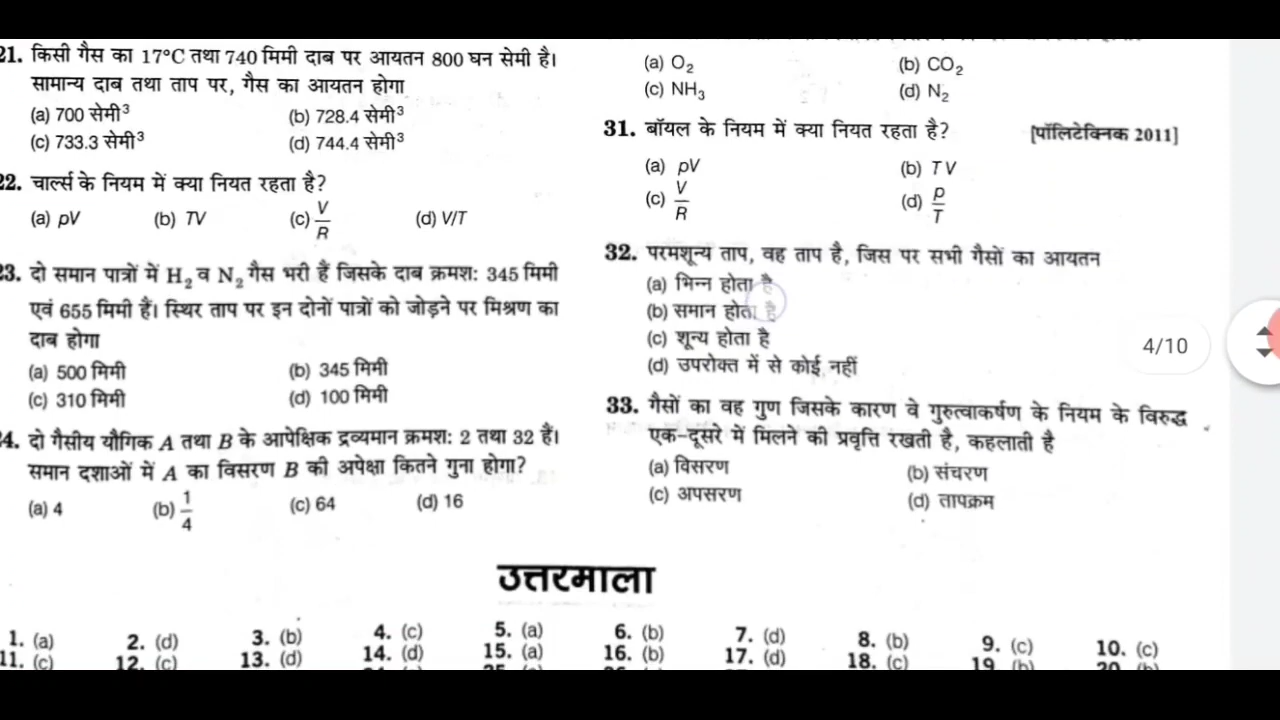 21. किसी गैस का 17°C तथा 740 मिमी दाब पर आयतन 800 घन सेमी है।
सामान्य दाब तथा ताप पर, गैस का आयतन होगा
(a) 700 सेमी³ (b) 728.4 सेमी³
(c) 733.3 सेमी³ (d) 744.4 सेमी³
22. चार्ल्स के नियम में क्या नियत रहता है?
(a) pV (b) TV (c) V/R (d) V/T
23. दो समान पात्रों में H₂ व N₂ गैस भरी हैं जिसके दाब क्रमश: 345 मिमी
एवं 655 मिमी हैं। स्थिर ताप पर इन दोनों पात्रों को जोड़ने पर मिश्रण का
दाब होगा
(a) 500 मिमी (b) 345 मिमी
(c) 310 मिमी (d) 100 मिमी
24. दो गैसीय यौगिक A तथा B के आपेक्षिक द्रव्यमान क्रमश: 2 तथा 32 हैं।
समान दशाओं में A का विसरण B की अपेक्षा कितने गुना होगा?
(a) 4 (b) 1/4 (c) 64 (d) 16
(a) O₂ (b) CO₂
(c) NH₃ (d) N₂
31. बॉयल के नियम में क्या नियत रहता है? [पॉलिटेक्निक 2011]
(a) pV (b) TV
(c) V/R (d) p/T
32. परमशून्य ताप, वह ताप है, जिस पर सभी गैसों का आयतन
(a) भिन्न होता है
(b) समान होता है
(c) शून्य होता है
(d) उपरोक्त में से कोई नहीं
33. गैसों का वह गुण जिसके कारण वे गुरुत्वाकर्षण के नियम के विरुद्ध
एक-दूसरे में मिलने की प्रवृत्ति रखती है, कहलाती है
(a) विसरण (b) संचरण
(c) अपसरण (d) तापक्रम
4/10
उत्तरमाला
1. (a) 2. (d) 3. (b) 4. (c) 5. (a) 6. (b) 7. (d) 8. (b) 9. (c) 10. (c)
11. (c) 12. (c) 13. (d) 14. (d) 15. (a) 16. (b) 17. (d) 18. (c) 19. (b) 20. (b)